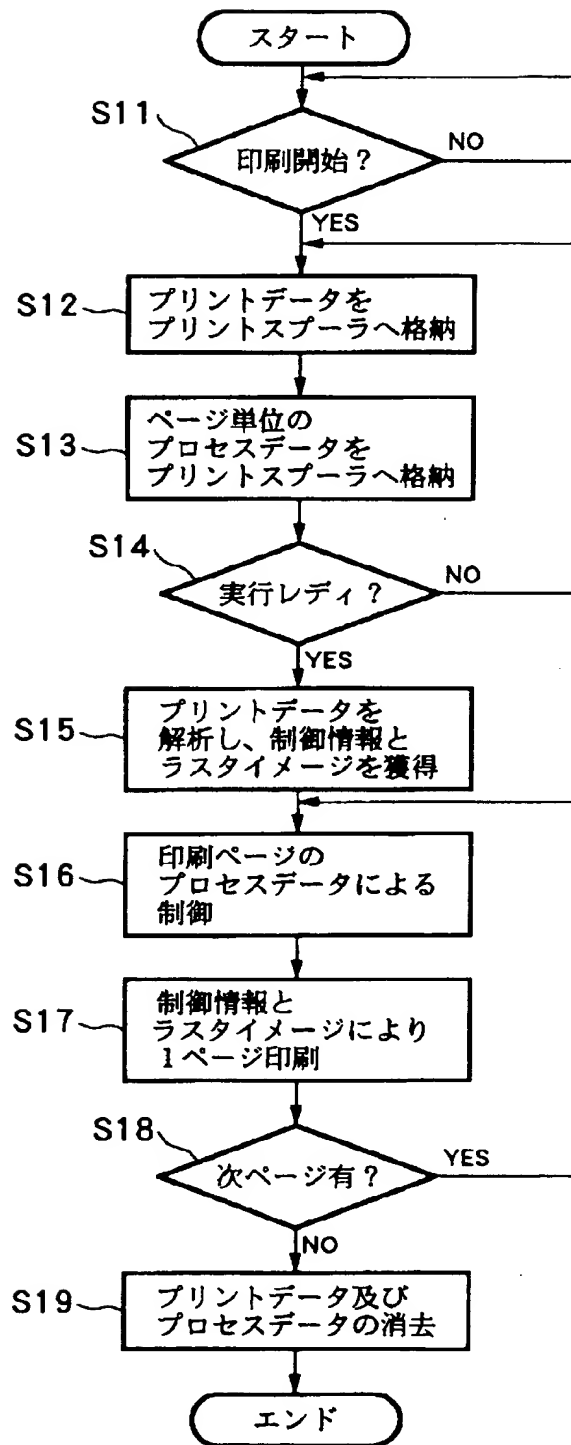 スタート
S11
印刷開始？
NO
YES
S12
プリントデータを
プリントスプーラへ格納
S13
ページ単位の
プロセスデータを
プリントスプーラへ格納
S14
実行レディ？
NO
YES
S15
プリントデータを
解析し、制御情報と
ラスタイメージを獲得
S16
印刷ページの
プロセスデータによる
制御
S17
制御情報と
ラスタイメージにより
１ページ印刷
S18
次ページ有？
YES
NO
S19
プリントデータ及び
プロセスデータの消去
エンド